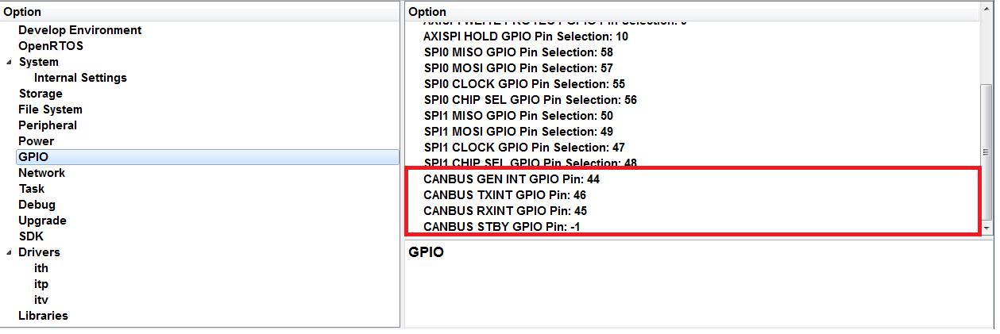 Option
Develop Environment
OpenRTOS
System
Internal Settings
Storage
File System
Peripheral
Power
GPIO
Network
Task
Debug
Upgrade
SDK
Drivers
ith
itp
itv
Libraries
Option
AXISPI HOLD GPIO Pin Selection: 10
SPI0 MISO GPIO Pin Selection: 58
SPI0 MOSI GPIO Pin Selection: 57
SPI0 CLOCK GPIO Pin Selection: 55
SPI0 CHIP SEL GPIO Pin Selection: 56
SPI1 MISO GPIO Pin Selection: 50
SPI1 MOSI GPIO Pin Selection: 49
SPI1 CLOCK GPIO Pin Selection: 47
SPI1 CHIP SEL GPIO Pin Selection: 48
CANBUS GEN INT GPIO Pin: 44
CANBUS TXINT GPIO Pin: 46
CANBUS RXINT GPIO Pin: 45
CANBUS STBY GPIO Pin: -1
GPIO